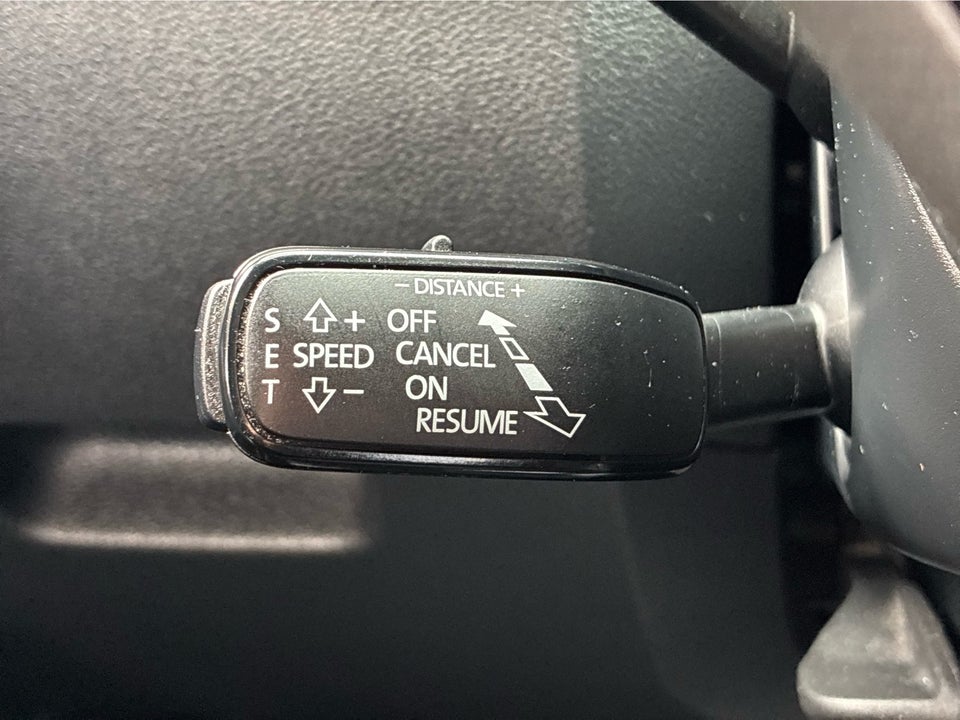 – DISTANCE +
S + OFF
E SPEED CANCEL
T – ON
RESUME